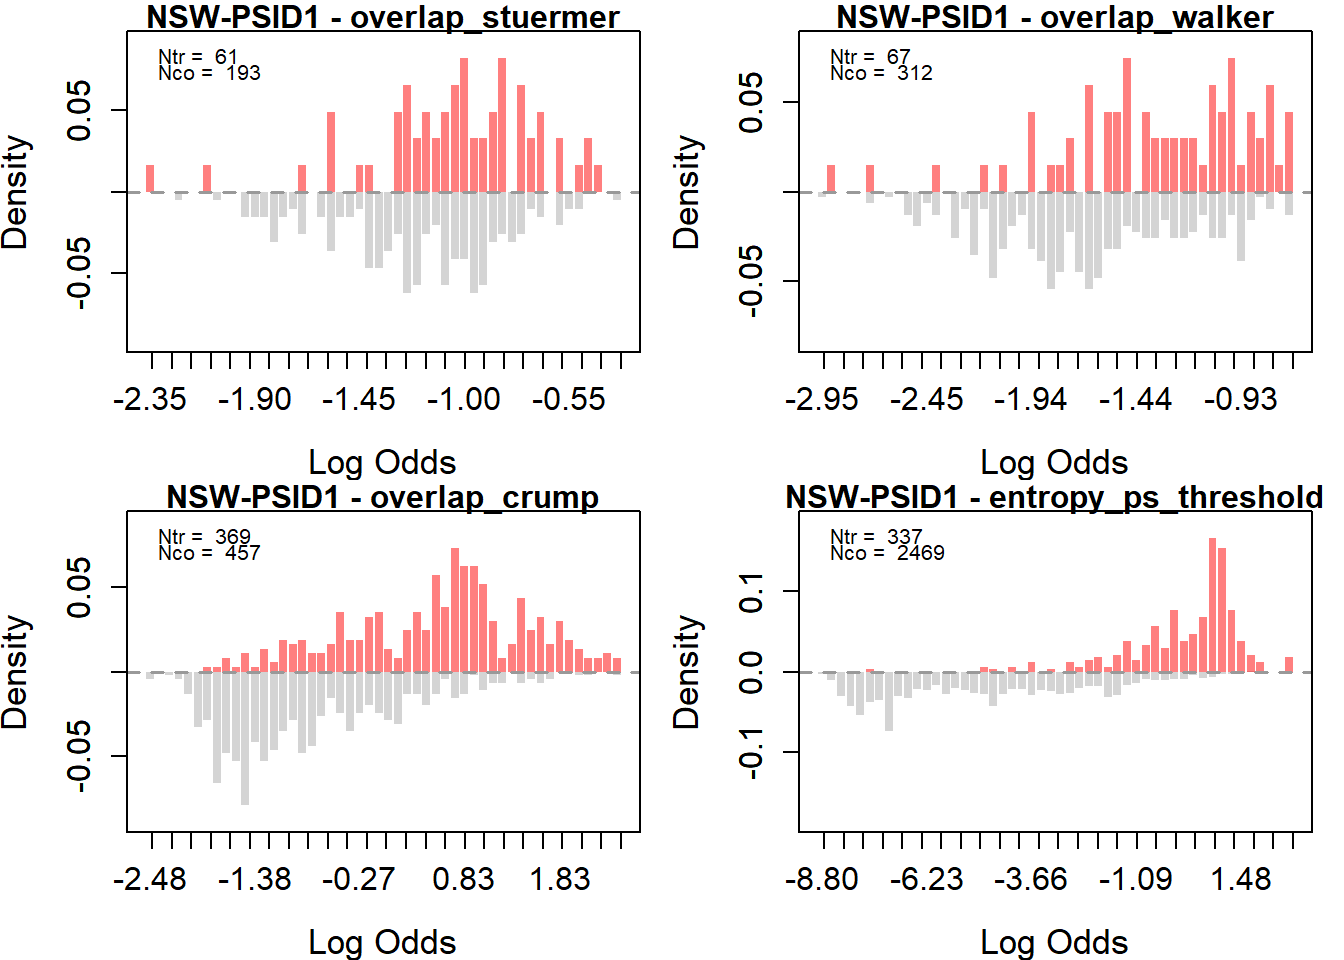 NSW-PSID1 - overlap_stuermer
Ntr = 61
Nco = 193
Density
0.05
-0.05
-2.35 -1.90 -1.45 -1.00 -0.55
Log Odds
NSW-PSID1 - overlap_walker
Ntr = 67
Nco = 312
Density
0.05
-0.05
-2.95 -2.45 -1.94 -1.44 -0.93
Log Odds
NSW-PSID1 - overlap_crump
Ntr = 369
Nco = 457
Density
0.05
-0.05
-2.48 -1.38 -0.27 0.83 1.83
Log Odds
NSW-PSID1 - entropy_ps_threshold
Ntr = 337
Nco = 2469
Density
0.1
0.0
-0.1
-8.80 -6.23 -3.66 -1.09 1.48
Log Odds